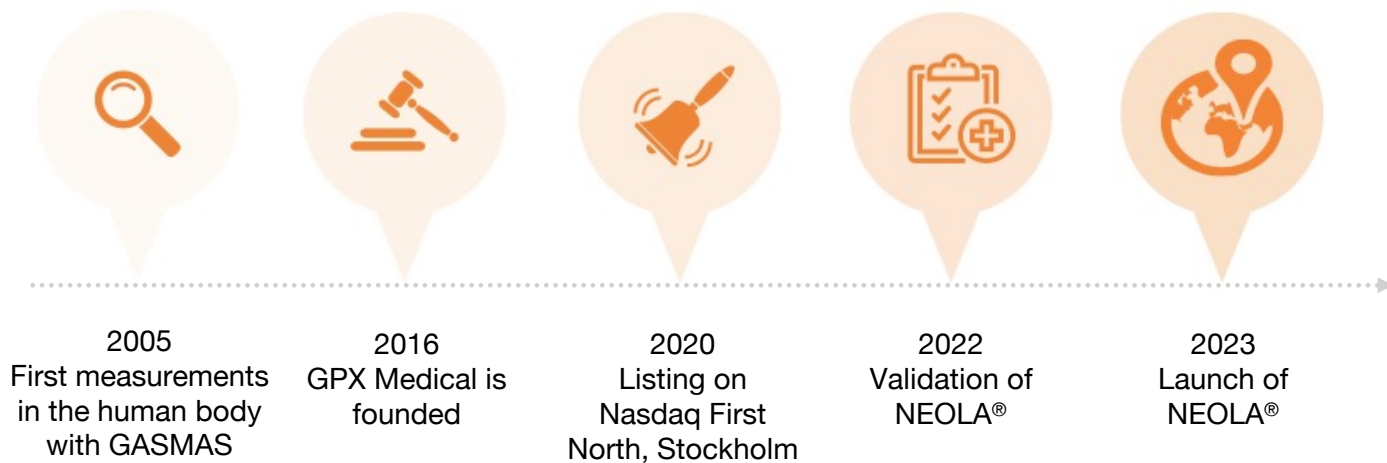 2005
First measurements
in the human body
with GASMAS
2016
GPX Medical is
founded
2020
Listing on
Nasdaq First
North, Stockholm
2022
Validation of
NEOLA®
2023
Launch of
NEOLA®